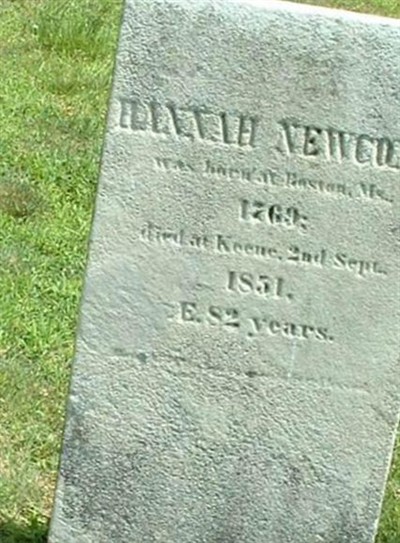 HANNAH NEWCO
was born at Boston, Ms.,
1769;
died at Keene, 2nd Sept.
1851.
Æ. 82 years.